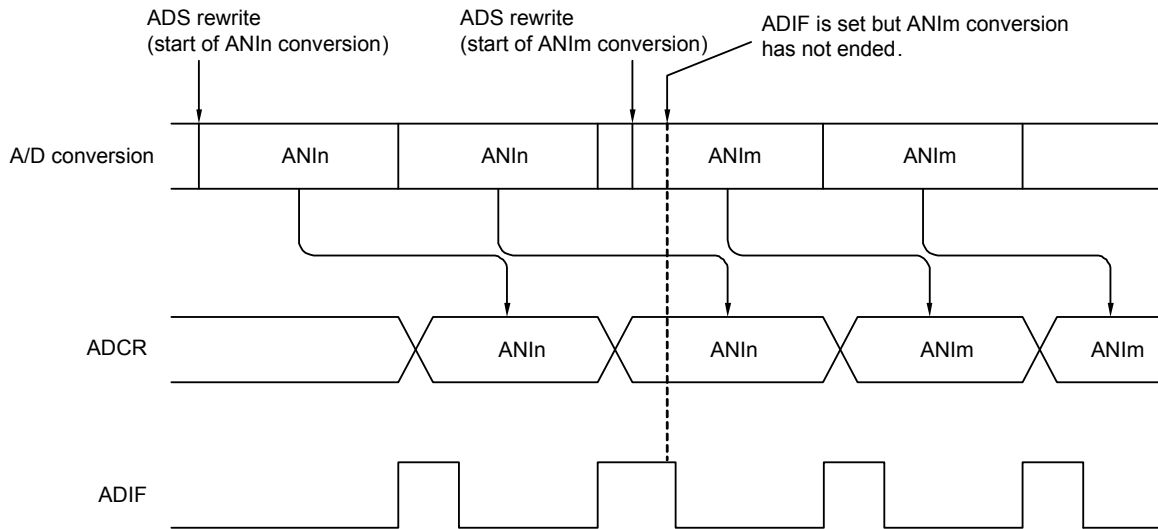 ADS rewrite
(start of ANIn conversion)
ADS rewrite
(start of ANIm conversion)
ADIF is set but ANIm conversion
has not ended.
A/D conversion
ANIn
ANIn
ANIm
ANIm
ADCR
ANIn
ANIn
ANIm
ANIm
ADIF